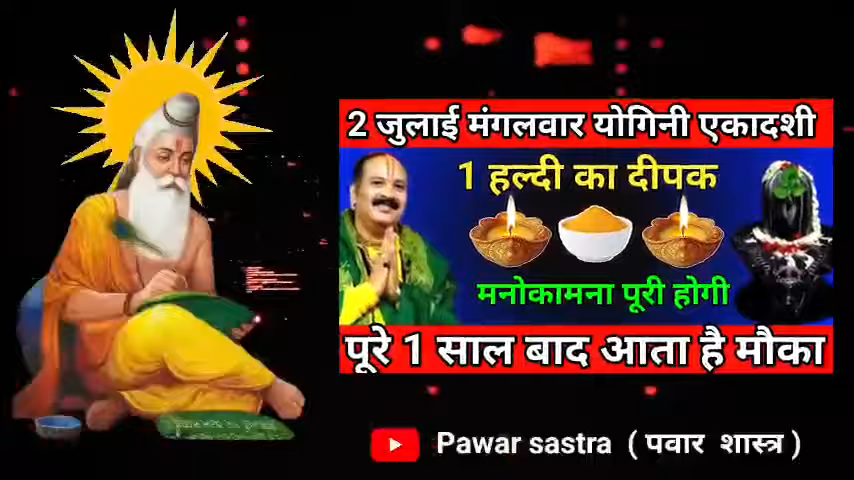 2 जुलाई मंगलवार योगिनी एकादशी
1 हल्दी का दीपक
मनोकामना पूरी होगी
पूरे 1 साल बाद आता है मौका
Pawar sastra ( पवार शास्त्र )